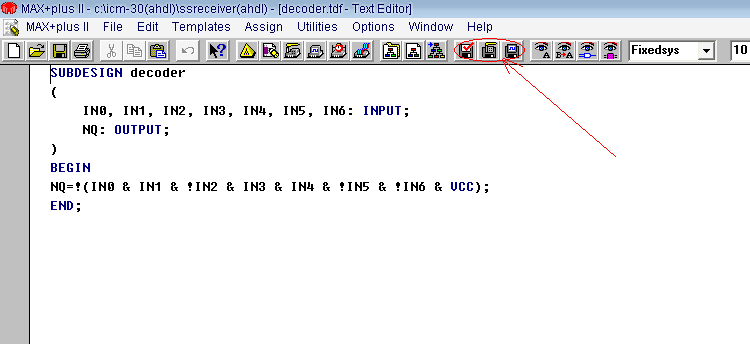 MAX+plus II - c:\icm-30(ahdl)\ssreceiver(ahdl) - [decoder.tdf - Text Editor]
MAX+plus II File Edit Templates Assign Utilities Options Window Help
Fixedsys 10
SUBDESIGN decoder
(
IN0, IN1, IN2, IN3, IN4, IN5, IN6: INPUT;
NQ: OUTPUT;
)
BEGIN
NQ=!(IN0 & IN1 & !IN2 & IN3 & IN4 & !IN5 & !IN6 & VCC);
END;